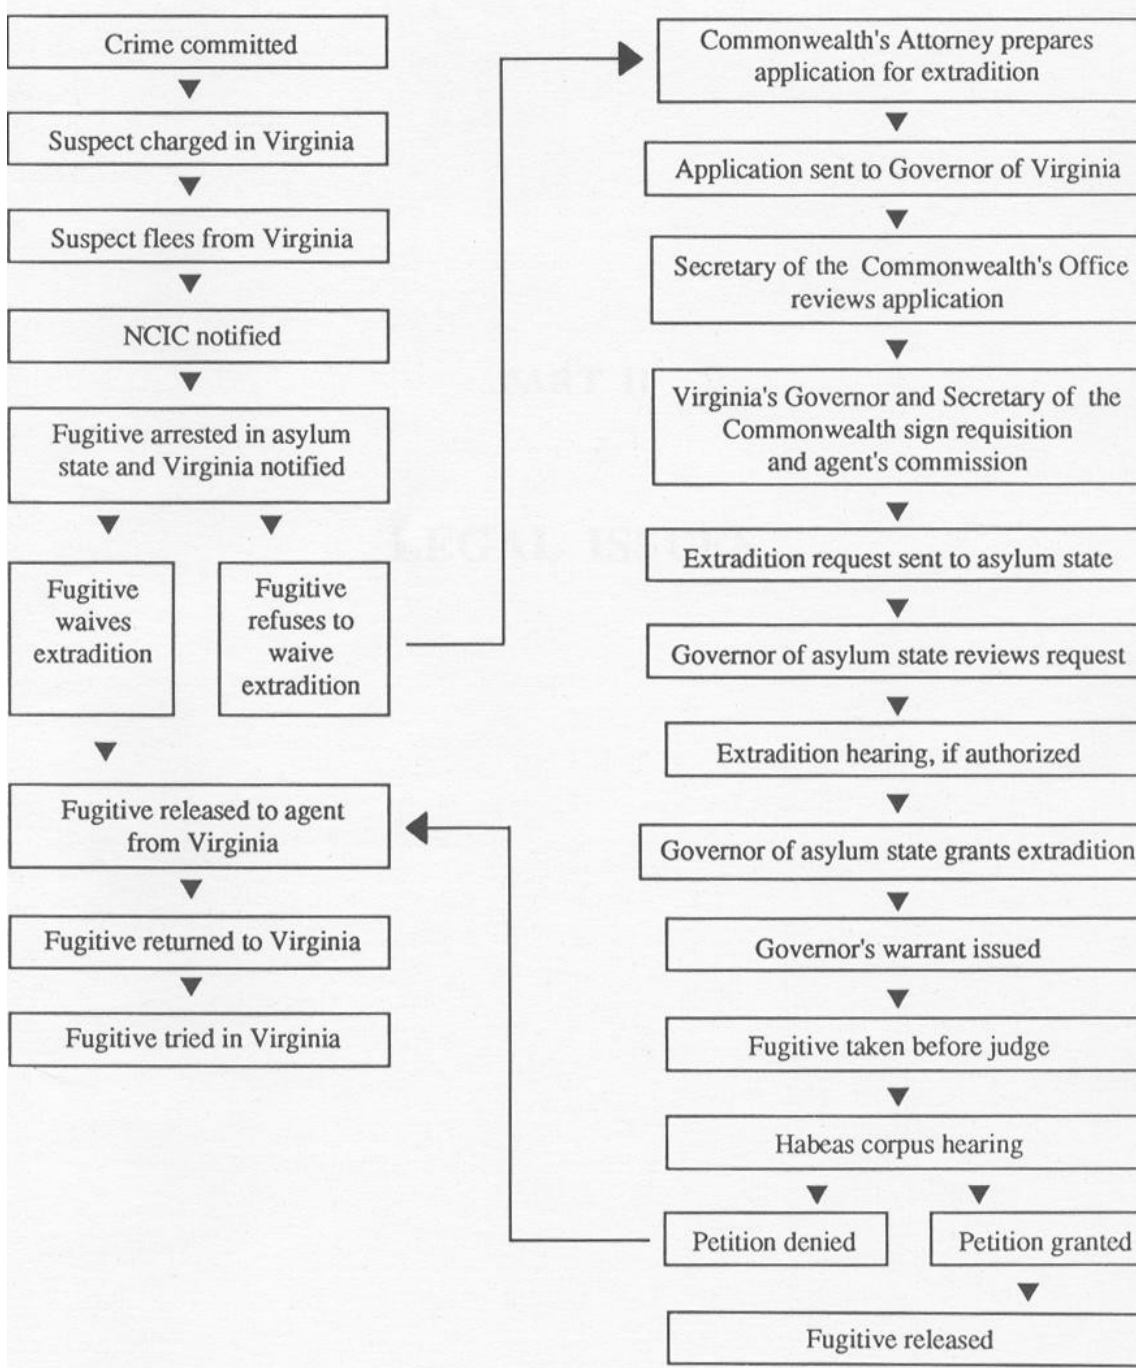 Crime committed
Suspect charged in Virginia
Suspect flees from Virginia
NCIC notified
Fugitive arrested in asylum
state and Virginia notified
Fugitive
waives
extradition
Fugitive
refuses to
waive
extradition
Fugitive released to agent
from Virginia
Fugitive returned to Virginia
Fugitive tried in Virginia
Commonwealth's Attorney prepares
application for extradition
Application sent to Governor of Virginia
Secretary of the Commonwealth's Office
reviews application
Virginia's Governor and Secretary of the
Commonwealth sign requisition
and agent's commission
Extradition request sent to asylum state
Governor of asylum state reviews request
Extradition hearing, if authorized
Governor of asylum state grants extradition
Governor's warrant issued
Fugitive taken before judge
Habeas corpus hearing
Petition denied
Petition granted
Fugitive released
LEGAL ISSUES